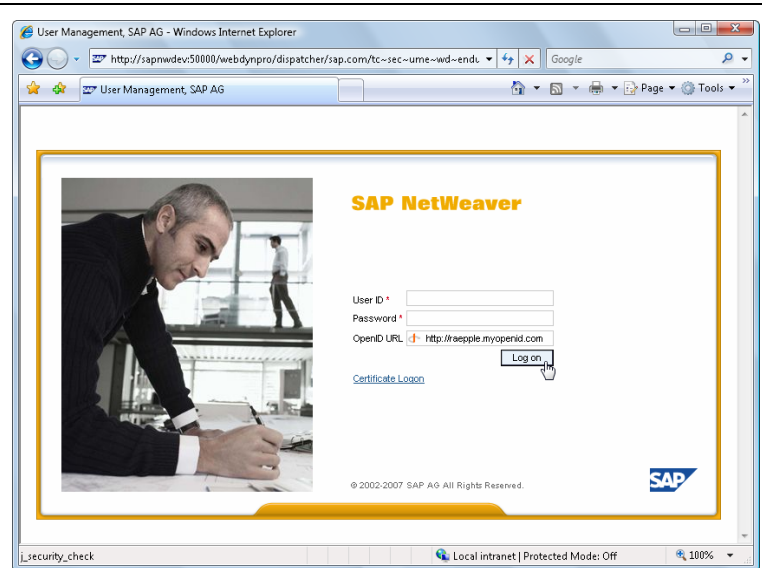 User Management, SAP AG - Windows Internet Explorer
http://sapnwdev:50000/webdynpro/dispatcher/sap.com/tc~sec~ume~wd~endu
Google
User Management, SAP AG
Page
Tools
SAP NetWeaver
User ID *
Password *
OpenID URL http://raepple.myopenid.com
Log on
Certificate Logon
© 2002-2007 SAP AG All Rights Reserved.
SAP
j_security_check
Local intranet | Protected Mode: Off
100%